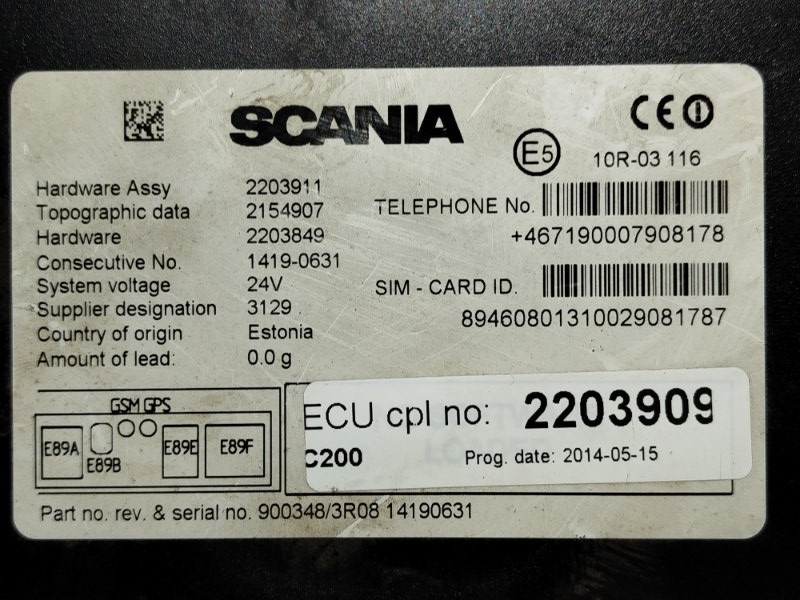 SCANIA
E5
10R-03 116
Hardware Assy 2203911
Topographic data 2154907
Hardware 2203849
Consecutive No. 1419-0631
System voltage 24V
Supplier designation 3129
Country of origin Estonia
Amount of lead: 0.0 g
TELEPHONE No.
+467190007908178
SIM - CARD ID.
89460801310029081787
GSM GPS
E89A
E89B
E89E
E89F
ECU cpl no: 2203909
C200 Prog. date: 2014-05-15
Part no. rev. & serial no. 900348/3R08 14190631